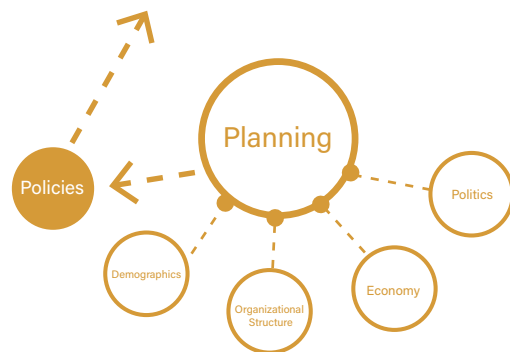 Planning
Policies
Politics
Demographics
Economy
Organizational
Structure